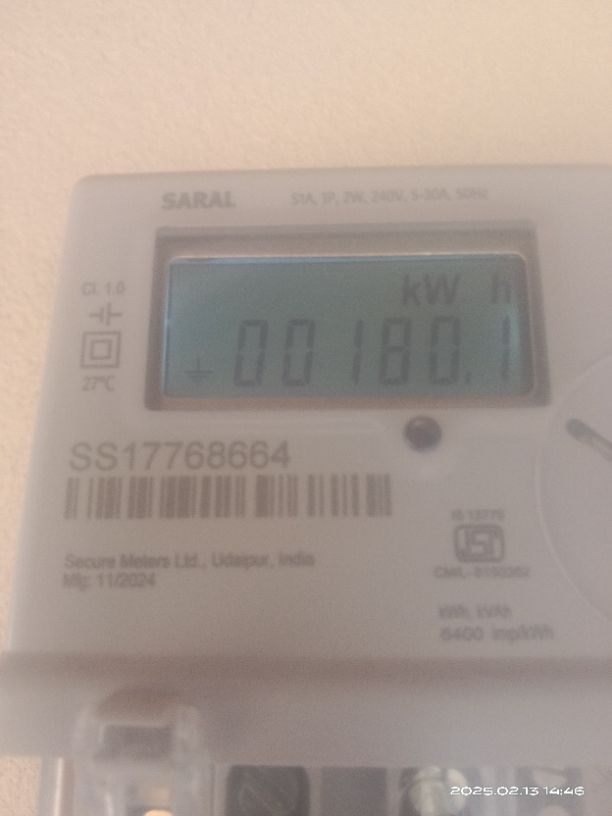 SARAL S1A, 1P, 2W, 240V, 5-30A, 50Hz
Cl. 1.0
kW h
00180.1
27°C
SS17768664
IS 13779
Secure Meters Ltd., Udaipur, India
Mfg: 11/2024
kWh, kVAh
6400 imp/kWh
2025.02.13 14:46